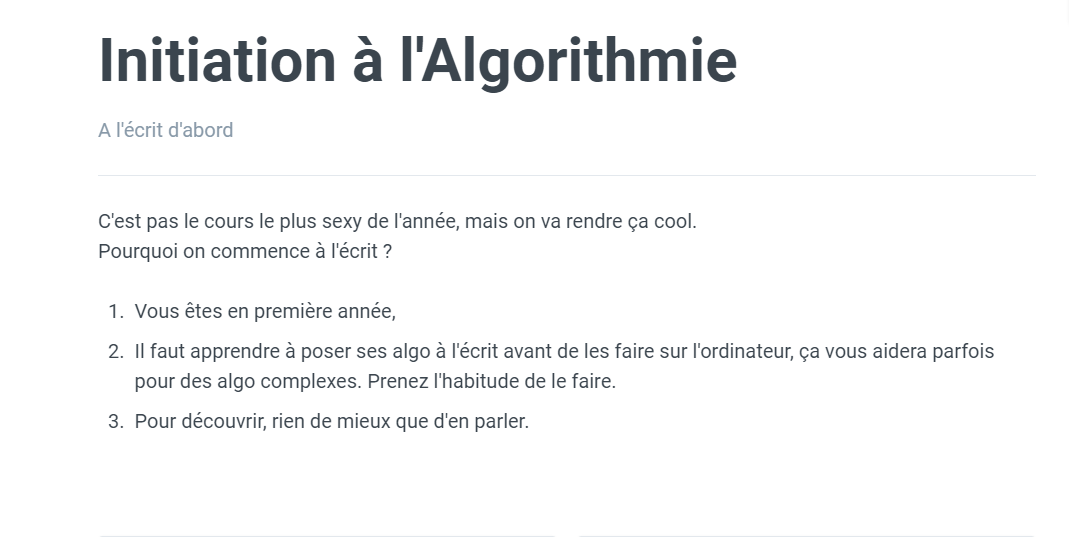 Initiation à l'Algorithmie
A l'écrit d'abord
C'est pas le cours le plus sexy de l'année, mais on va rendre ça cool.
Pourquoi on commence à l'écrit ?
1. Vous êtes en première année,
2. Il faut apprendre à poser ses algo à l'écrit avant de les faire sur l'ordinateur, ça vous aidera parfois
pour des algo complexes. Prenez l'habitude de le faire.
3. Pour découvrir, rien de mieux que d'en parler.